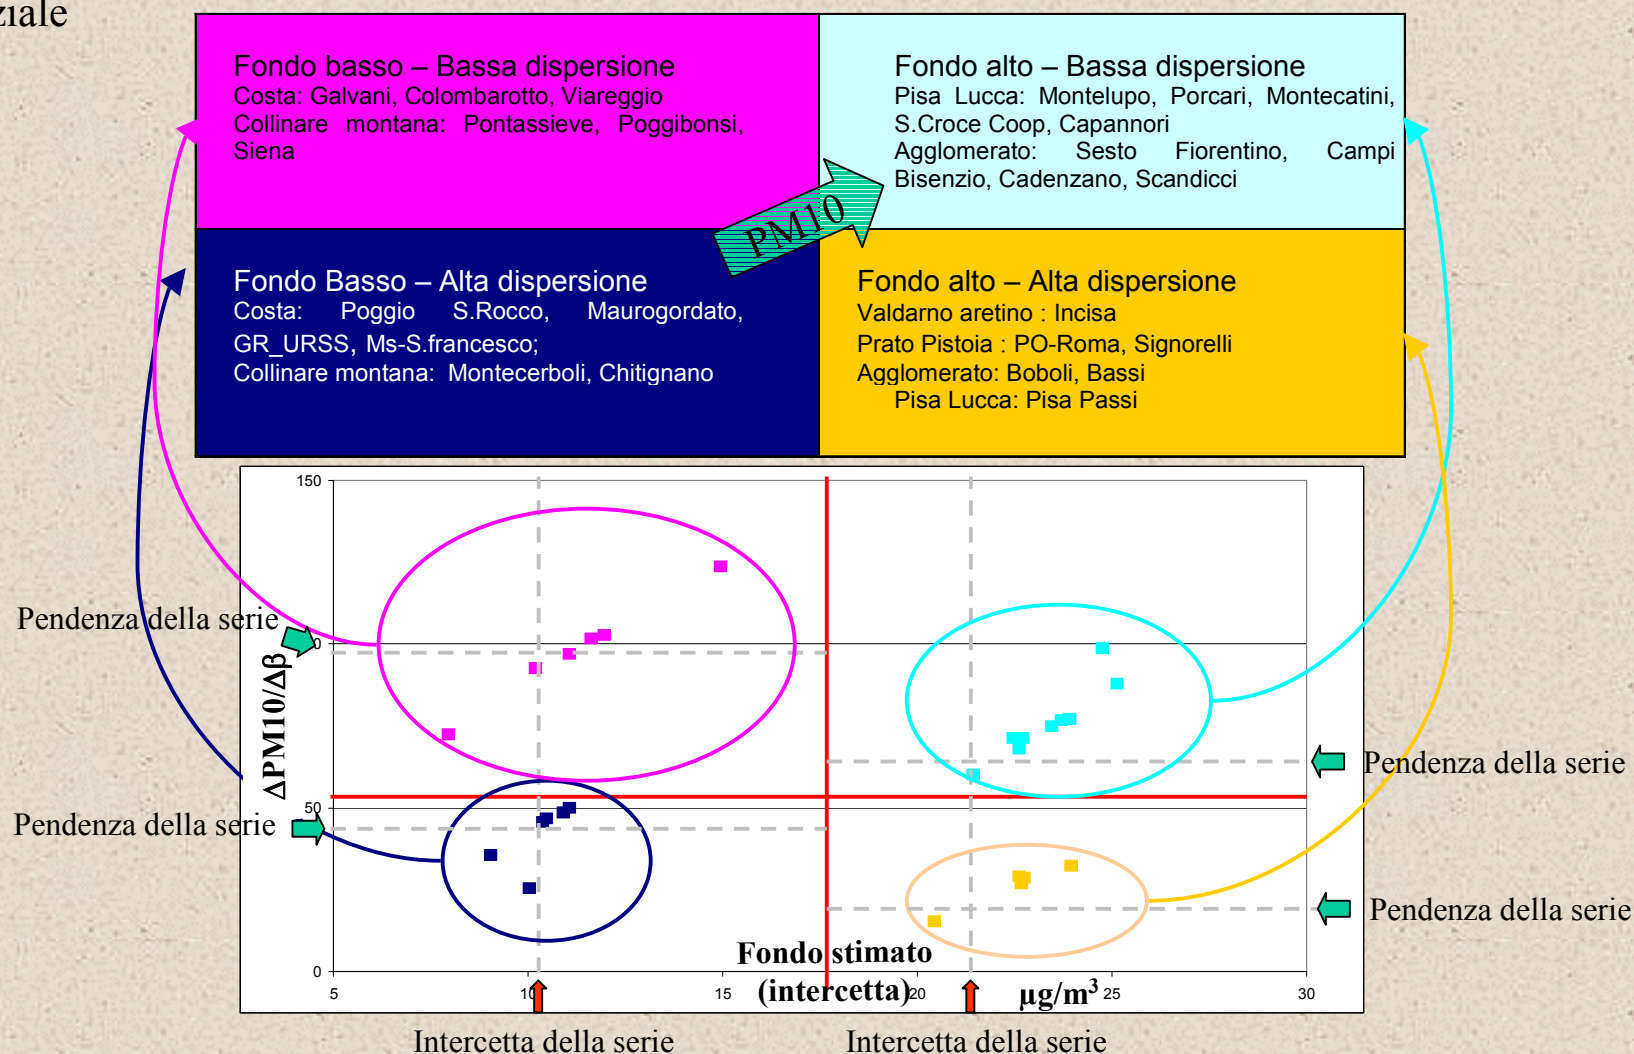 ziale
Fondo basso – Bassa dispersione
Costa: Galvani, Colombarotto, Viareggio
Collinare montana: Pontassieve, Poggibonsi,
Siena
Fondo alto – Bassa dispersione
Pisa Lucca: Montelupo, Porcari, Montecatini,
S.Croce Coop, Capannori
Agglomerato: Sesto Fiorentino, Campi
Bisenzio, Cadenzano, Scandicci
PM10
Fondo Basso – Alta dispersione
Costa: Poggio S.Rocco, Maurogordato,
GR_URSS, Ms-S.francesco;
Collinare montana: Montecerboli, Chitignano
Fondo alto – Alta dispersione
Valdarno aretino : Incisa
Prato Pistoia : PO-Roma, Signorelli
Agglomerato: Boboli, Bassi
Pisa Lucca: Pisa Passi
150
Pendenza della serie
ΔPM10/Δβ
Pendenza della serie
50
Pendenza della serie
Pendenza della serie
0
Fondo stimato
(intercetta)
µg/m³
5
10
15
20
25
30
Intercetta della serie
Intercetta della serie